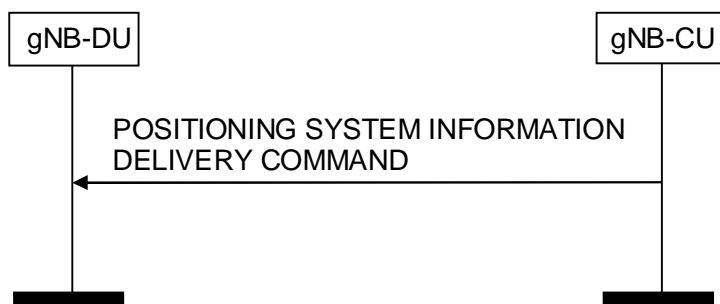 gNB-DU
gNB-CU
POSITIONING SYSTEM INFORMATION
DELIVERY COMMAND